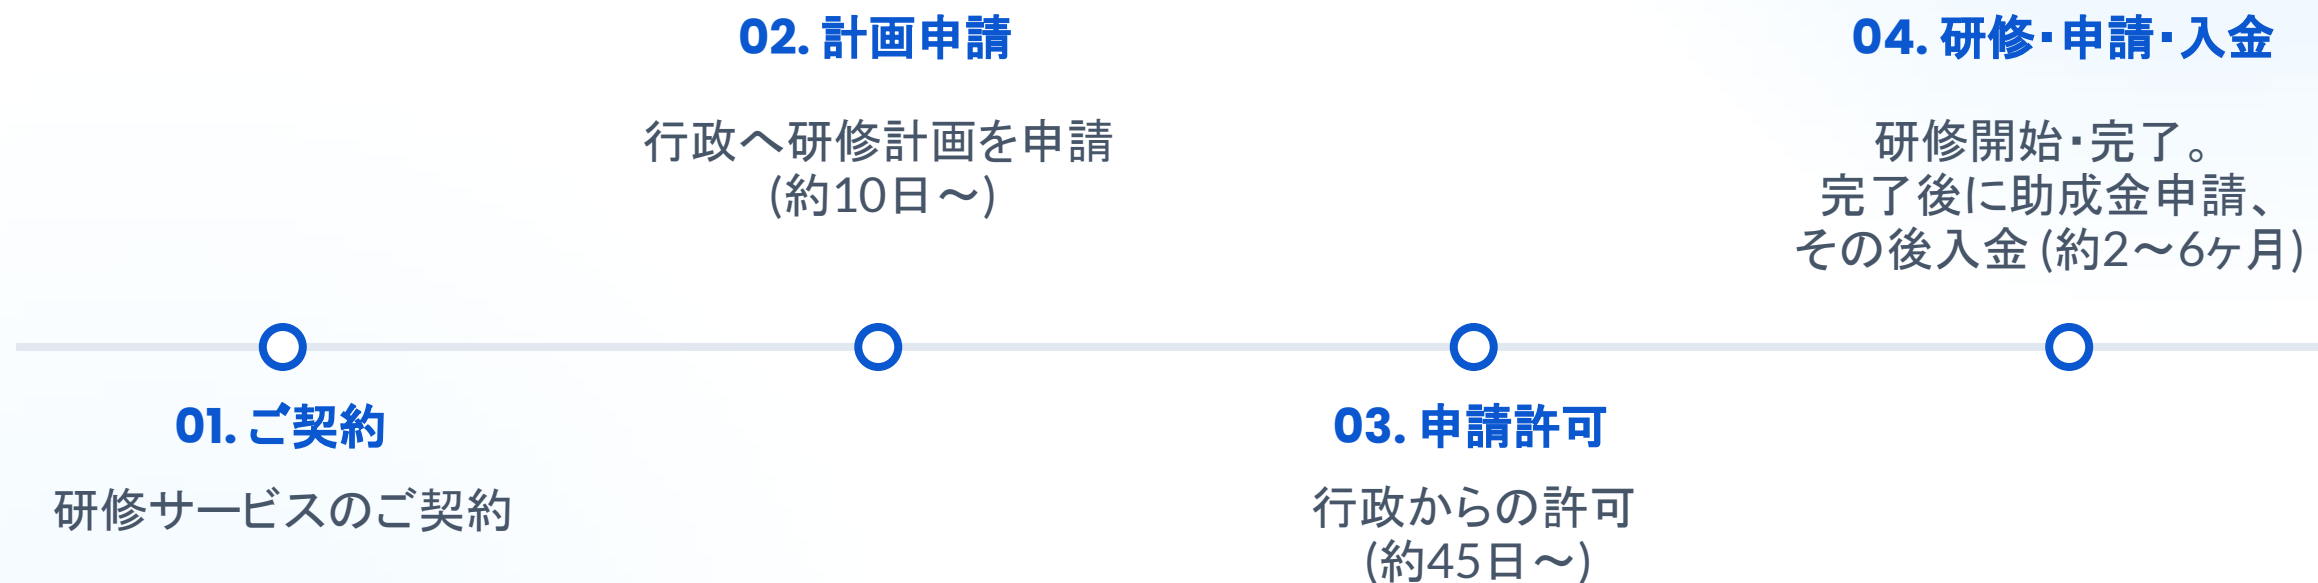 01. ご契約
研修サービスのご契約
02. 計画申請
行政へ研修計画を申請
(約10日～)
03. 申請許可
行政からの許可
(約45日～)
04. 研修・申請・入金
研修開始・完了。
完了後に助成金申請、
その後入金 (約2～6ヶ月)